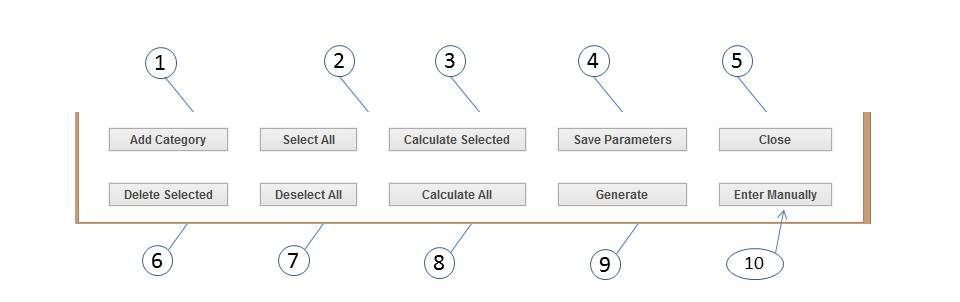 1 2 3 4 5
Add Category Select All Calculate Selected Save Parameters Close
Delete Selected Deselect All Calculate All Generate Enter Manually
6 7 8 9 10